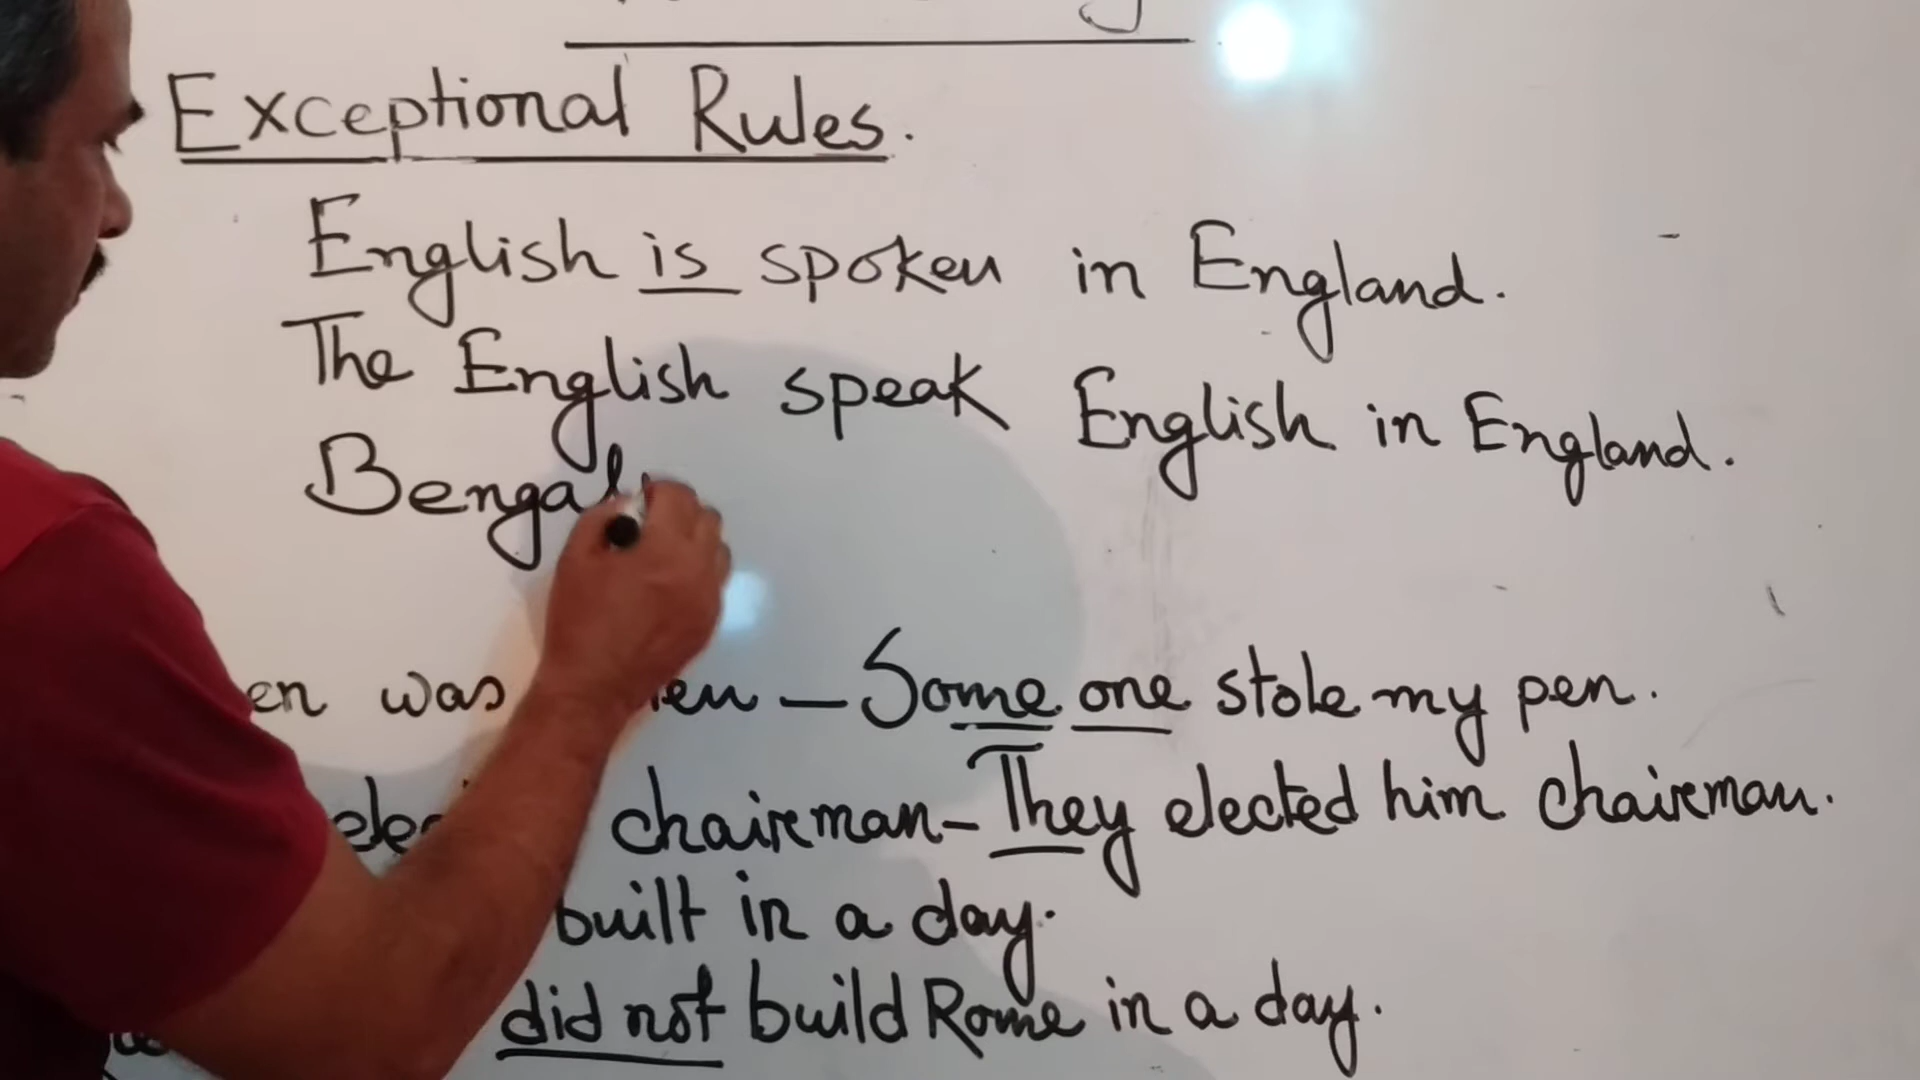 Exceptional Rules.
English is spoken in England.
The English speak English in England.
Bengal
was — Some one stole my pen.
chairman - They elected him chairman.
built in a day.
did not build Rome in a day.